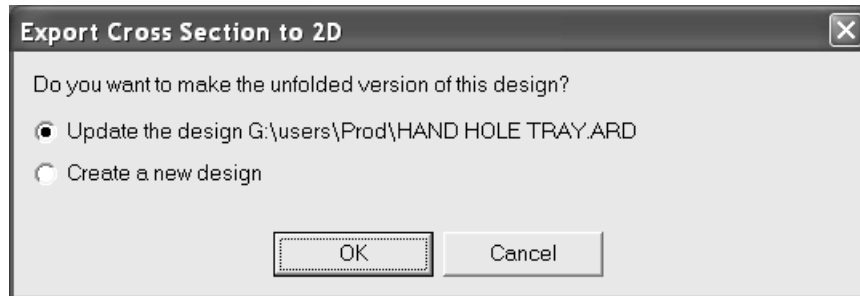 Export Cross Section to 2D
Do you want to make the unfolded version of this design?
Update the design G:\users\Prod\HAND HOLE TRAY.ARD
Create a new design
OK Cancel